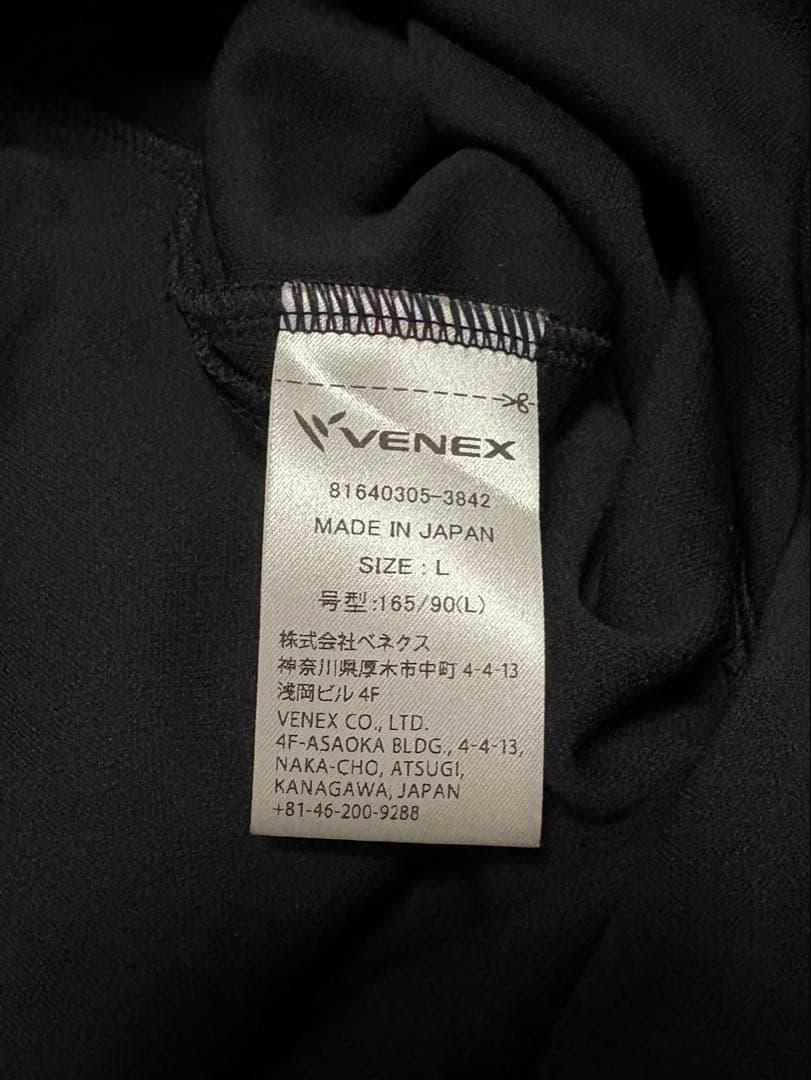 VENEX
81640305-3842
MADE IN JAPAN
SIZE : L
号型:165/90(L)
株式会社ベネクス
神奈川県厚木市中町4-4-13
浅岡ビル4F
VENEX CO., LTD.
4F-ASAOKA BLDG., 4-4-13,
NAKA-CHO, ATSUGI,
KANAGAWA, JAPAN
+81-46-200-9288